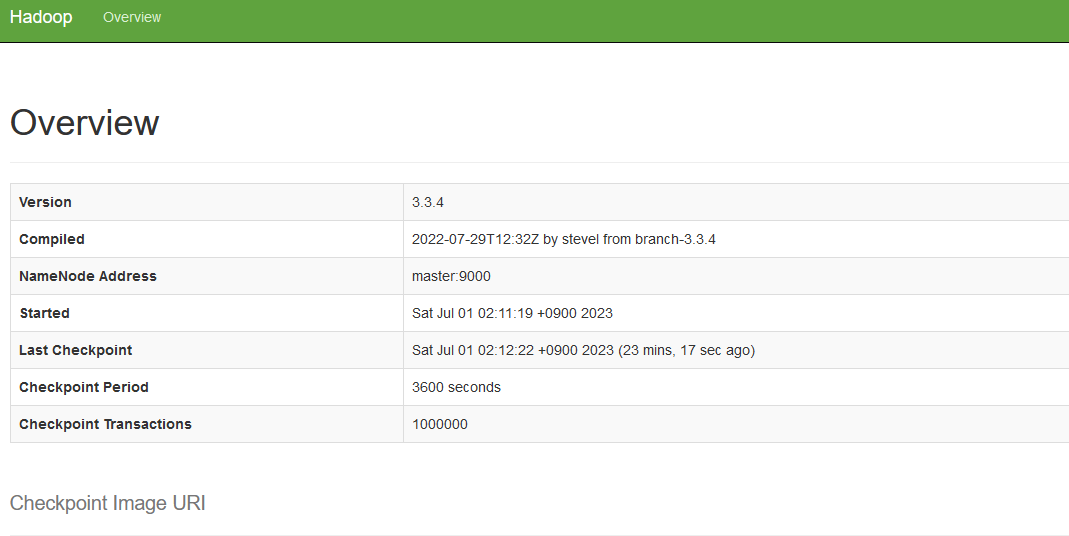 Hadoop Overview
Overview
Version 3.3.4
Compiled 2022-07-29T12:32Z by stevel from branch-3.3.4
NameNode Address master:9000
Started Sat Jul 01 02:11:19 +0900 2023
Last Checkpoint Sat Jul 01 02:12:22 +0900 2023 (23 mins, 17 sec ago)
Checkpoint Period 3600 seconds
Checkpoint Transactions 1000000
Checkpoint Image URI